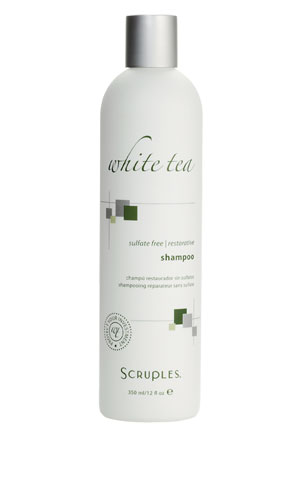 white tea
sulfate free | restorative
shampoo
champú restaurador sin sulfatos
shampooing réparateur sans sulfate
SCRUPLES.
350 ml/12 fl oz ℮